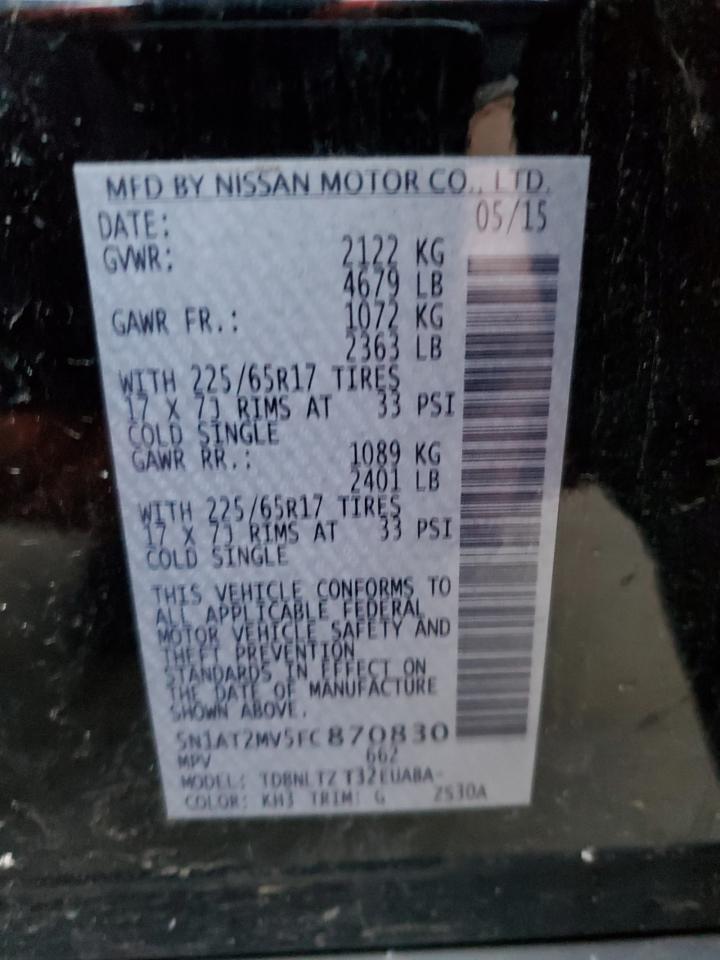 MFD BY NISSAN MOTOR CO., LTD.
DATE: 05/15
GVWR: 2122 KG
4679 LB
GAWR FR.: 1072 KG
2363 LB
WITH 225/65R17 TIRES
17 X 7J RIMS AT 33 PSI
COLD SINGLE
GAWR RR.: 1089 KG
2401 LB
WITH 225/65R17 TIRES
17 X 7J RIMS AT 33 PSI
COLD SINGLE
THIS VEHICLE CONFORMS TO
ALL APPLICABLE FEDERAL
MOTOR VEHICLE SAFETY AND
THEFT PREVENTION
STANDARDS IN EFFECT ON
THE DATE OF MANUFACTURE
SHOWN ABOVE.
5N1AT2MV5FC870830
MPV 662
MODEL: TDBNLTZ T32EUABA-
COLOR: KH3 TRIM: G ZS30A